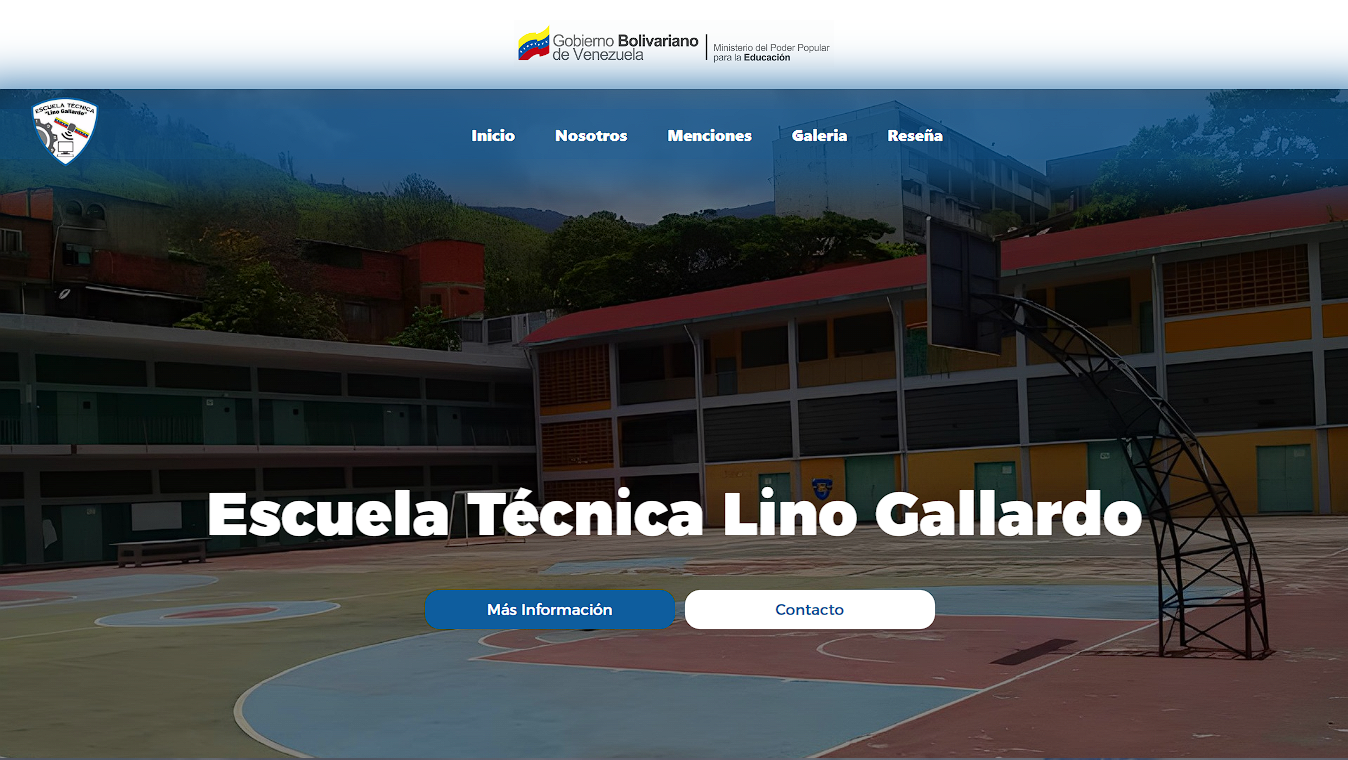 Gobierno Bolivariano
de Venezuela
Ministerio del Poder Popular
para la Educación
ESCUELA TECNICA
"Lino Gallardo"
Inicio Nosotros Menciones Galeria Reseña
Escuela Técnica Lino Gallardo
Más Información Contacto